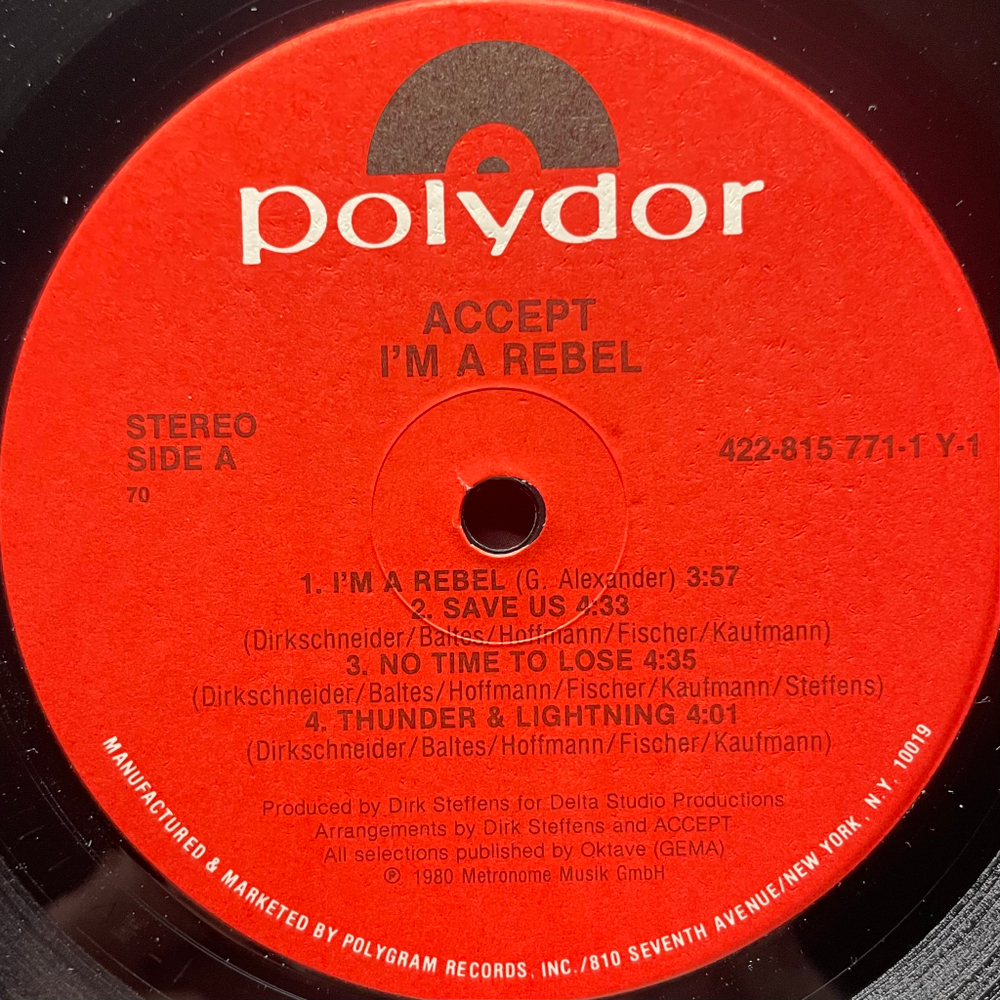 polydor
ACCEPT
I'M A REBEL
STEREO
SIDE A
70
422-815 771-1 Y-1
1. I'M A REBEL (G. Alexander) 3:57
2. SAVE US 4:33
(Dirkschneider/Baltes/Hoffmann/Fischer/Kaufmann)
3. NO TIME TO LOSE 4:35
(Dirkschneider/Baltes/Hoffmann/Fischer/Kaufmann/Steffens)
4. THUNDER & LIGHTNING 4:01
(Dirkschneider/Baltes/Hoffmann/Fischer/Kaufmann)
Produced by Dirk Steffens for Delta Studio Productions
Arrangements by Dirk Steffens and ACCEPT
All selections published by Oktave (GEMA)
℗ 1980 Metronome Musik GmbH
MANUFACTURED & MARKETED BY POLYGRAM RECORDS, INC./810 SEVENTH AVENUE/NEW YORK, N.Y. 10019